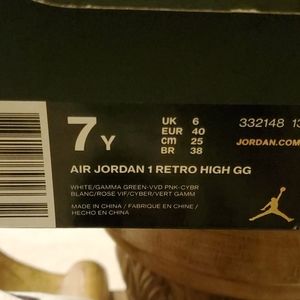 7Y
UK 6
EUR 40
cm 25
BR 38
332148 13
JORDAN.COM
AIR JORDAN 1 RETRO HIGH GG
WHITE/GAMMA GREEN-VVD PNK-CYBR
BLANC/ROSE VIF/CYBER/VERT GAMM
MADE IN CHINA / FABRIQUE EN CHINE /
HECHO EN CHINA